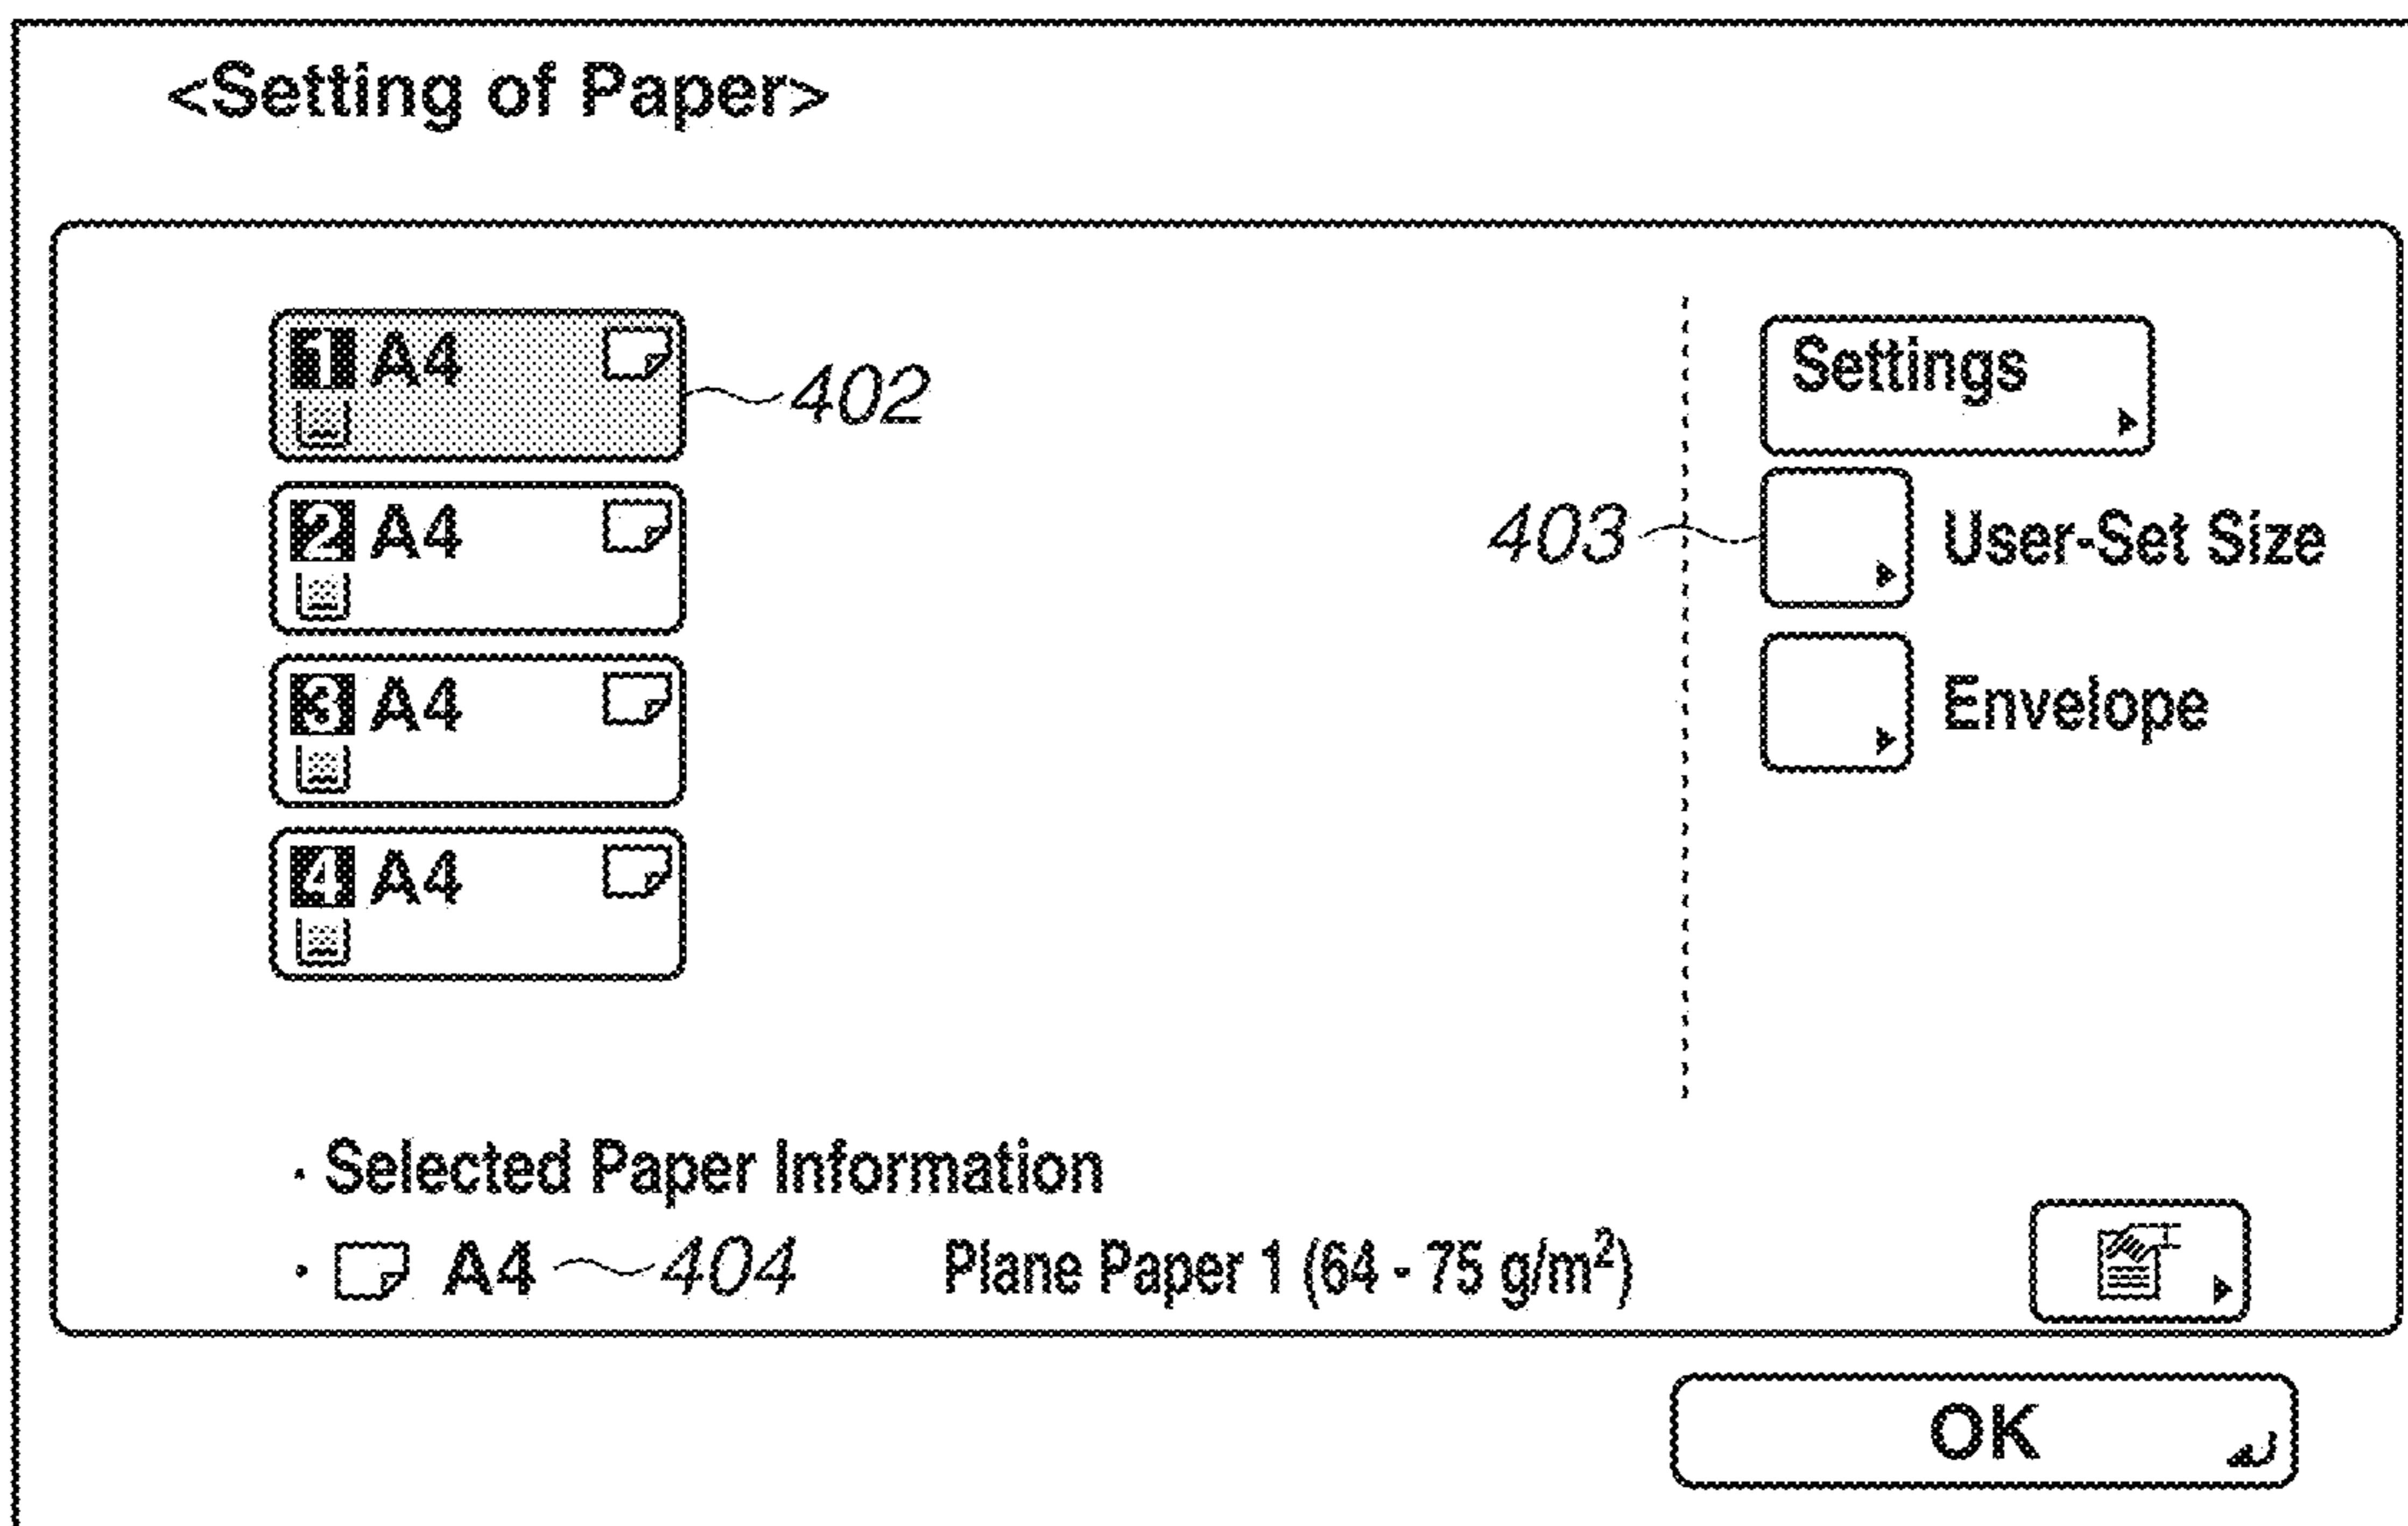 <Setting of Paper>
1 A4
402
2 A4
3 A4
4 A4
Settings
403
User-Set Size
Envelope
· Selected Paper Information
· A4 404 Plane Paper 1 (64 - 75 g/m²)
OK